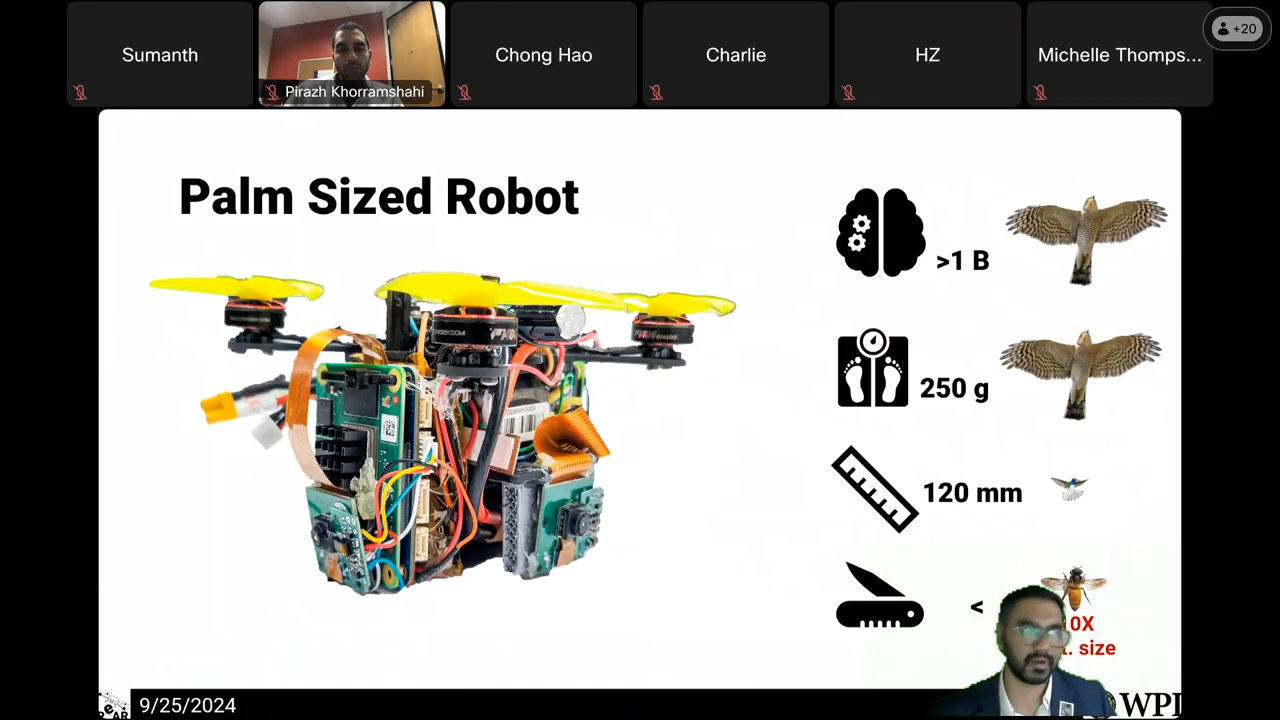 Sumanth
Pirazh Khorramshahi
Chong Hao
Charlie
HZ
Michelle Thomps...
+20
Palm Sized Robot
>1 B
250 g
120 mm
<
0X
. size
9/25/2024
WPI